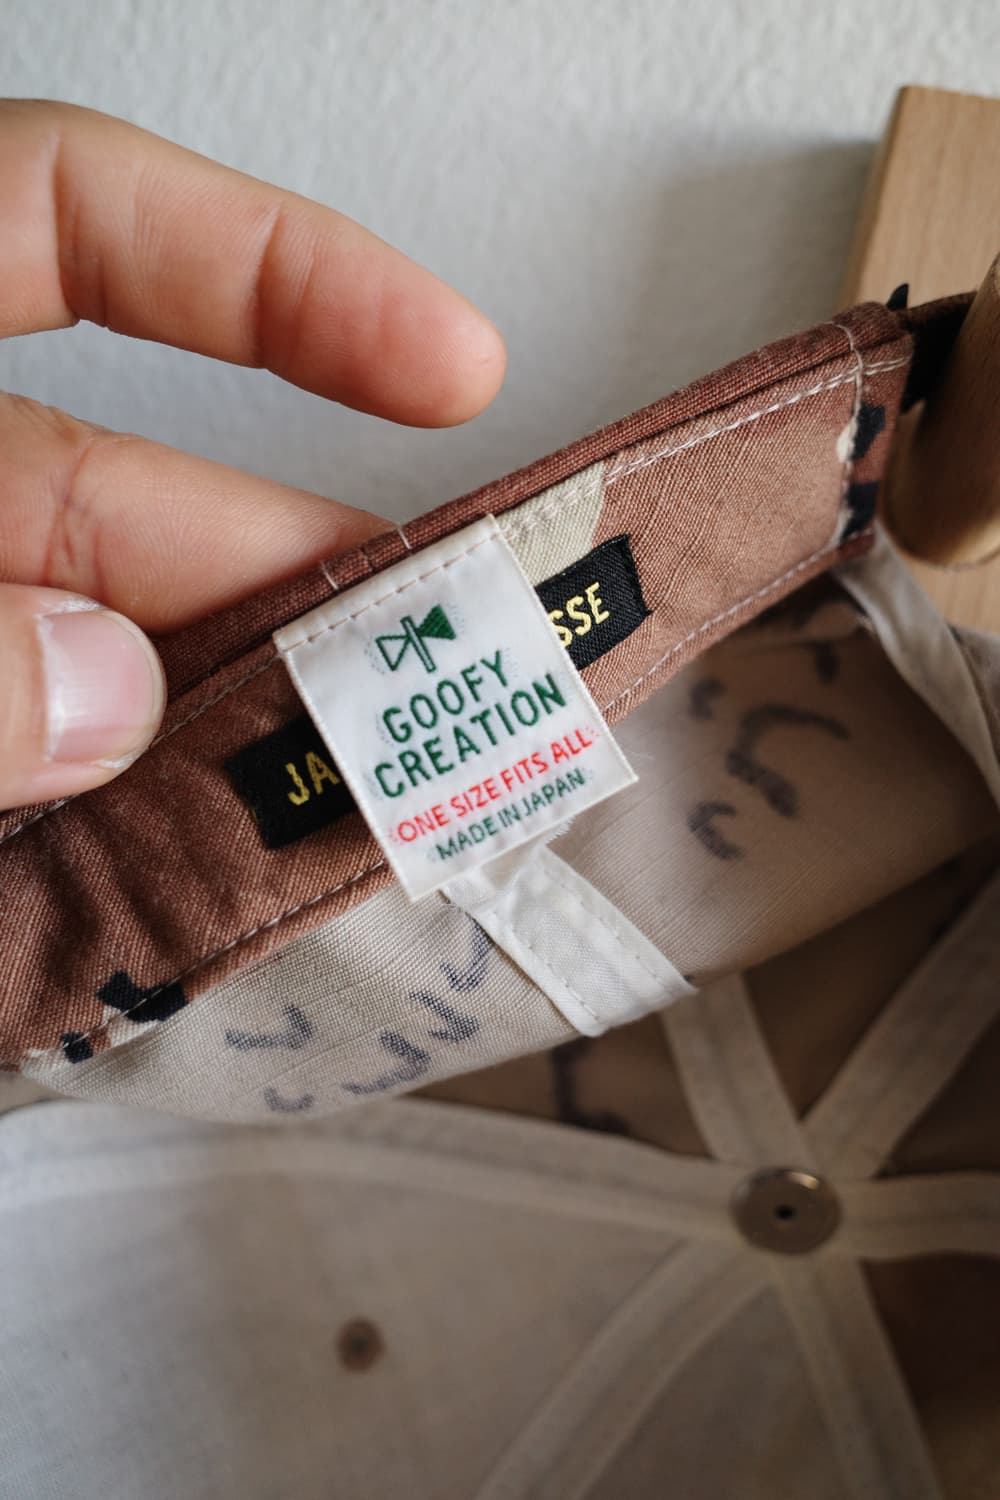 GOOFY
CREATION
ONE SIZE FITS ALL
MADE IN JAPAN
JA
SSE